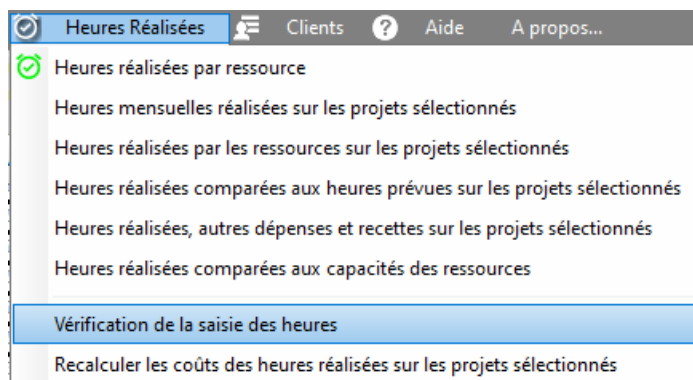 Heures Réalisées Clients ? Aide A propos...
Heures réalisées par ressource
Heures mensuelles réalisées sur les projets sélectionnés
Heures réalisées par les ressources sur les projets sélectionnés
Heures réalisées comparées aux heures prévues sur les projets sélectionnés
Heures réalisées, autres dépenses et recettes sur les projets sélectionnés
Heures réalisées comparées aux capacités des ressources
Vérification de la saisie des heures
Recalculer les coûts des heures réalisées sur les projets sélectionnés